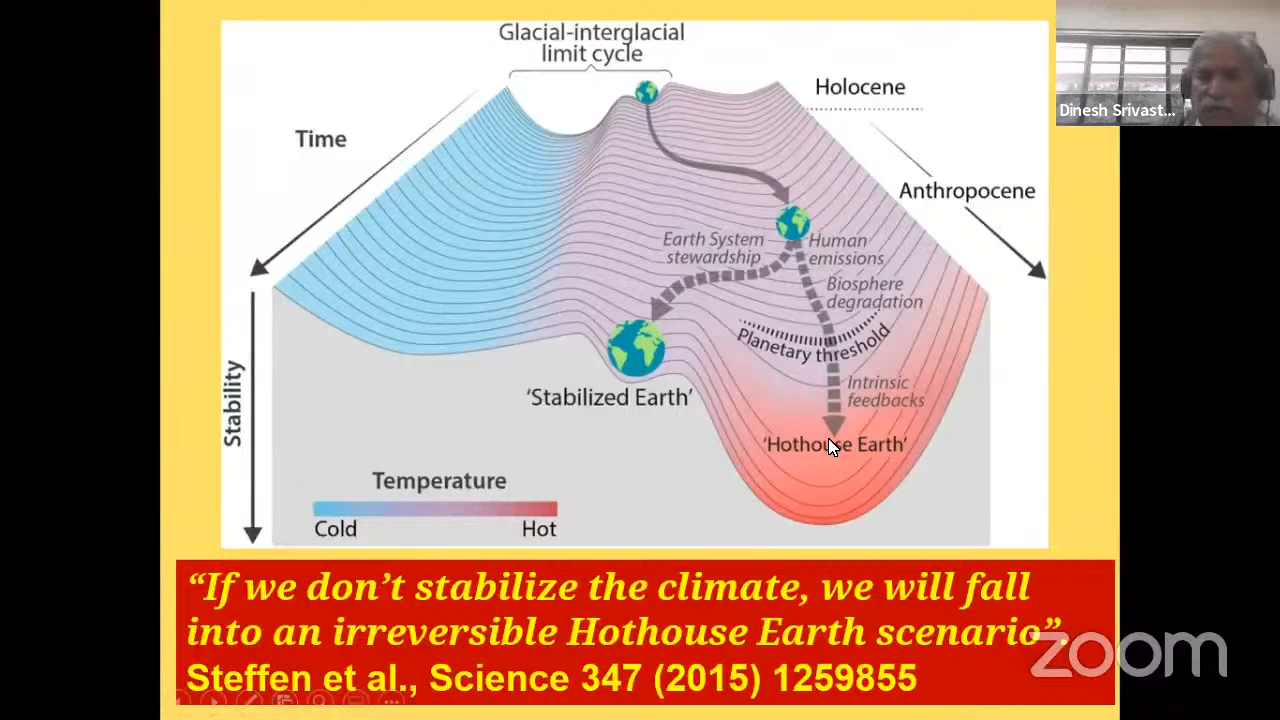 Glacial-interglacial
limit cycle
Holocene
Dinesh Srivast...
Time
Anthropocene
Earth System
stewardship
Human
emissions
Biosphere
degradation
Planetary threshold
Stability
'Stabilized Earth'
Intrinsic
feedbacks
'Hothouse Earth'
Temperature
Cold
Hot
“If we don’t stabilize the climate, we will fall
into an irreversible Hothouse Earth scenario”.
Steffen et al., Science 347 (2015) 1259855
zoom